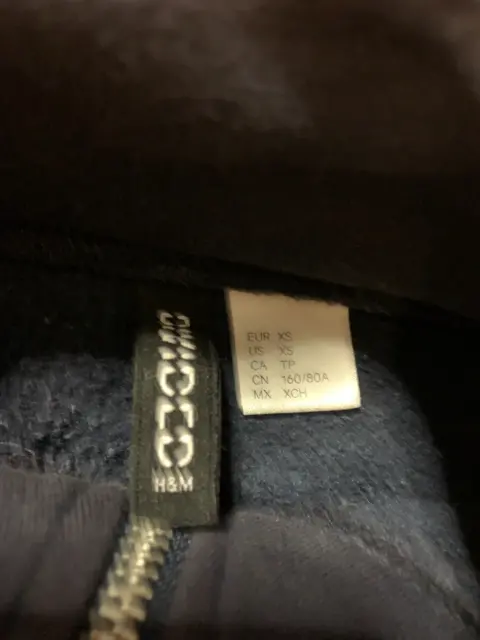 DIVIDED
H&M
EUR XS
US XS
CA TP
CN 160/80A
MX XCH